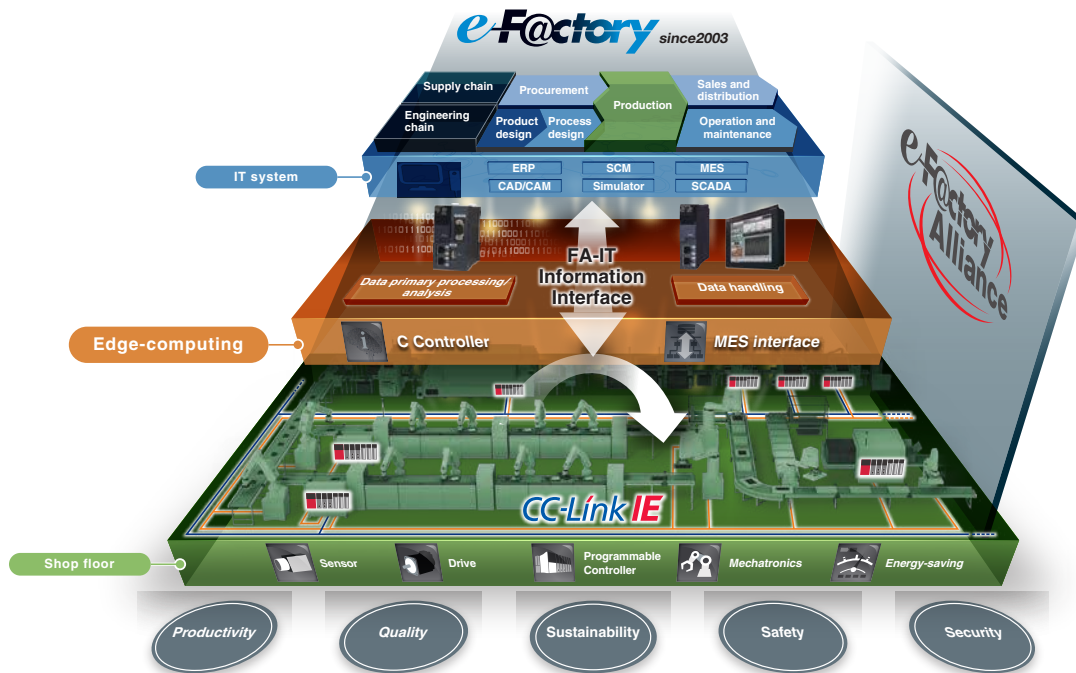 e-F@ctory since2003
Supply chain
Procurement
Production
Sales and
distribution
Engineering
chain
Product
design
Process
design
Operation and
maintenance
IT system
ERP
SCM
MES
CAD/CAM
Simulator
SCADA
FA-IT
Information
Interface
Data primary processing/
analysis
Data handling
Edge-computing
C Controller
MES interface
e-F@ctory
Alliance
CC-Link IE
Shop floor
Sensor
Drive
Programmable
Controller
Mechatronics
Energy-saving
Productivity
Quality
Sustainability
Safety
Security